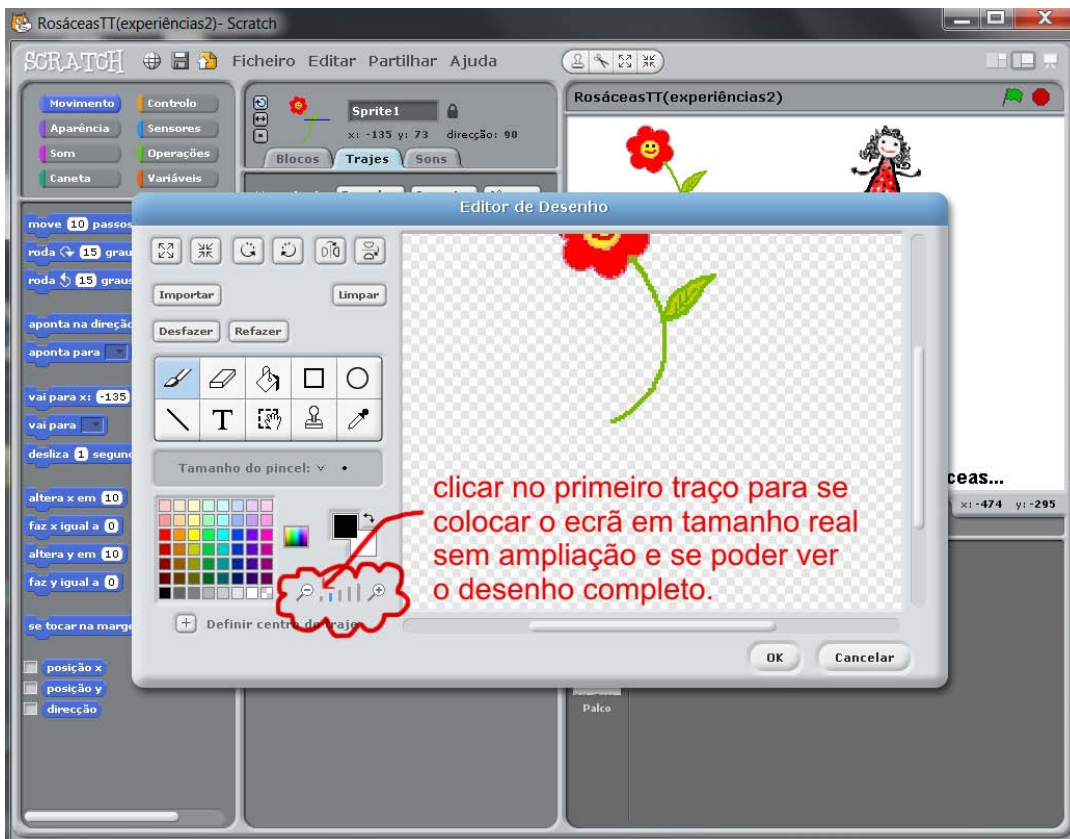 RosáceasTT(experiências2)- Scratch
SCRATCH Ficheiro Editar Partilhar Ajuda
Movimento Controlo
Aparência Sensores
Som Operações
Caneta Variáveis
Sprite1
x: -135 y: 73 direcção: 90
Blocos Trajes Sons
RosáceasTT(experiências2)
move 10 passos
roda 15 grau
roda 15 graus
aponta na direçã
aponta para
vai para x: -135
vai para
desliza 1 segun
altera x em 10
faz x igual a 0
altera y em 10
faz y igual a 0
se tocar na marge
posição x
posição y
direcção
Editor de Desenho
Importar Limpar
Desfazer Refazer
T
Tamanho do pincel:
Definir centro do traje
clicar no primeiro traço para se
colocar o ecrã em tamanho real
sem ampliação e se poder ver
o desenho completo.
OK Cancelar
ceas...
x: -474 y: -295
Palco